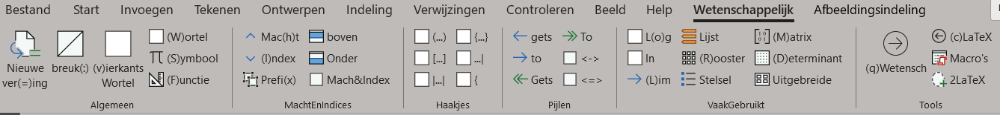 Bestand Start Invoegen Tekenen Ontwerpen Indeling Verwijzingen Controleren Beeld Help Wetenschappelijk Afbeeldingsindeling
Nieuwe ver(=)ing
breuk(:)
(v)ierkants Wortel
(W)ortel
(S)ymbool
(F)unctie
Algemeen
Mac(h)t
(I)ndex
Prefi(x)
boven
Onder
Mach&Index
MachtEnIndices
(...)
[...]
|...|
{...}
...|
{
Haakjes
gets
to
Gets
To
<->
<=>
Pijlen
L(o)g
ln
(L)im
Lijst
(R)ooster
Stelsel
(M)atrix
(D)eterminant
Uitgebreide
VaakGebruikt
(q)Wetensch
(c)LaTeX
Macro's
2LaTeX
Tools